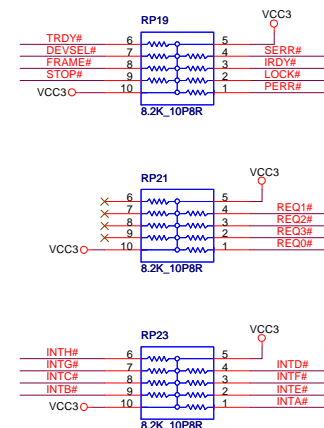 VCC3
RP19
TRDY# 6 5
DEVSEL# 7 4 SERR#
FRAME# 8 3 IRDY#
STOP# 9 2 LOCK#
VCC3 10 1 PERR#
8.2K_10P8R
VCC3
RP21
6 5
7 4 REQ1#
8 3 REQ2#
9 2 REQ3#
VCC3 10 1 REQ0#
8.2K_10P8R
VCC3
RP23
INTH# 6 5
INTG# 7 4 INTD#
INTC# 8 3 INTF#
INTB# 9 2 INTE#
VCC3 10 1 INTA#
8.2K_10P8R